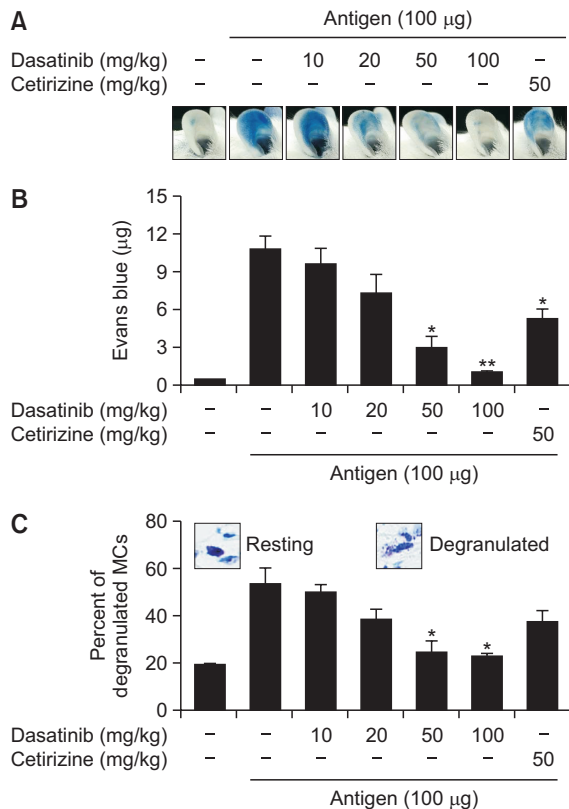 A
Antigen (100 µg)
Dasatinib (mg/kg) – – 10 20 50 100 –
Cetirizine (mg/kg) – – – – – – 50
B
15
12
9
6
3
0
Evans blue (µg)
* ** *
Dasatinib (mg/kg) – – 10 20 50 100 –
Cetirizine (mg/kg) – – – – – – 50
Antigen (100 µg)
C
80
60
40
20
0
Percent of
degranulated MCs
Resting Degranulated
* *
Dasatinib (mg/kg) – – 10 20 50 100 –
Cetirizine (mg/kg) – – – – – – 50
Antigen (100 µg)